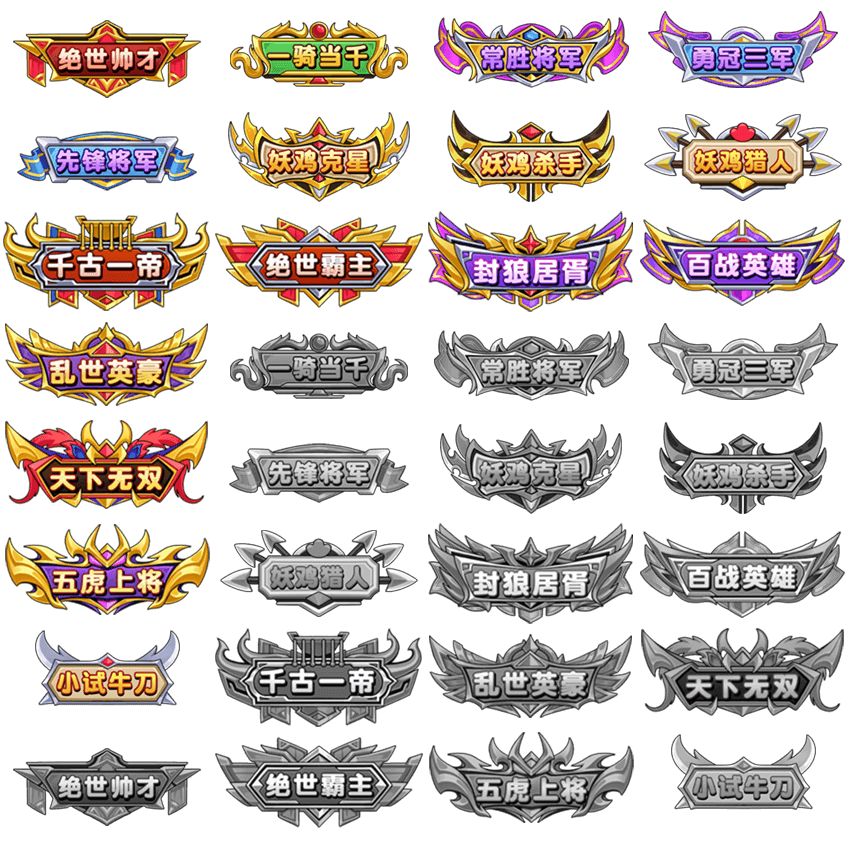 绝世帅才
一骑当千
常胜将军
勇冠三军
先锋将军
妖鸡克星
妖鸡杀手
妖鸡猎人
千古一帝
绝世霸主
封狼居胥
百战英雄
乱世英豪
一骑当千
常胜将军
勇冠三军
天下无双
先锋将军
妖鸡克星
妖鸡杀手
五虎上将
妖鸡猎人
封狼居胥
百战英雄
小试牛刀
千古一帝
乱世英豪
天下无双
绝世帅才
绝世霸主
五虎上将
小试牛刀